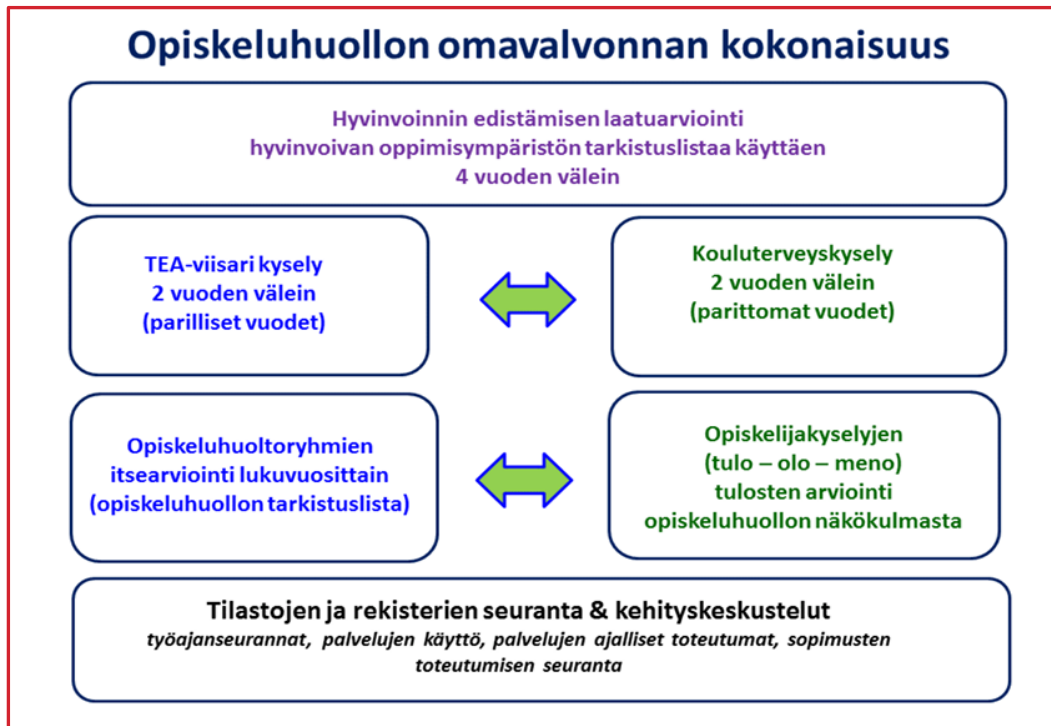 Opiskeluhuollon omavalvonnan kokonaisuus
Hyvinvoinnin edistämisen laatuarviointi
hyvinvoivan oppimisympäristön tarkistuslistaa käyttäen
4 vuoden välein
TEA-viisari kysely
2 vuoden välein
(parilliset vuodet)
Kouluterveyskysely
2 vuoden välein
(parittomat vuodet)
Opiskeluhuoltoryhmien
itsearviointi lukuvuosittain
(opiskeluhuollon tarkistuslista)
Opiskelijakyselyjen
(tulo – olo – meno)
tulosten arviointi
opiskeluhuollon näkökulmasta
Tilastojen ja rekisterien seuranta & kehityskeskustelut
työajanseurannat, palvelujen käyttö, palvelujen ajalliset toteutumat, sopimusten
toteutumisen seuranta